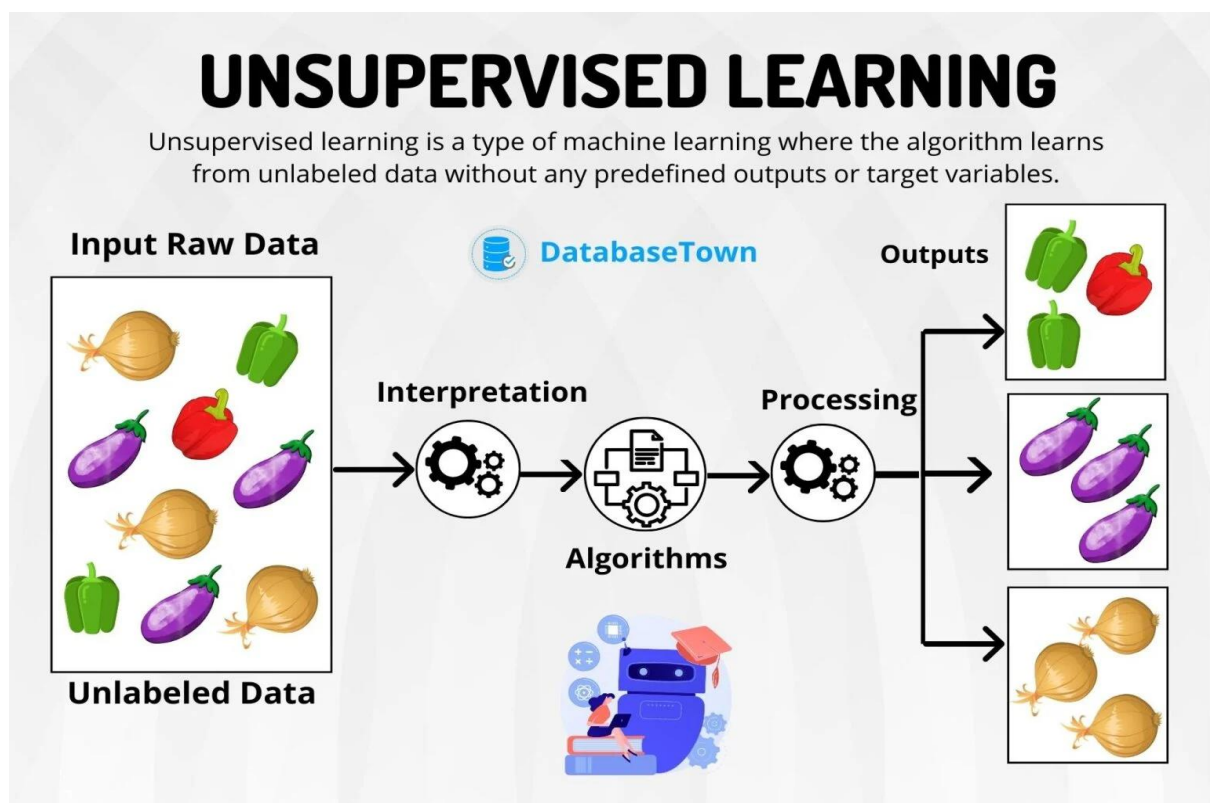 UNSUPERVISED LEARNING
Unsupervised learning is a type of machine learning where the algorithm learns
from unlabeled data without any predefined outputs or target variables.
Input Raw Data
DatabaseTown
Outputs
Interpretation
Processing
Algorithms
Unlabeled Data